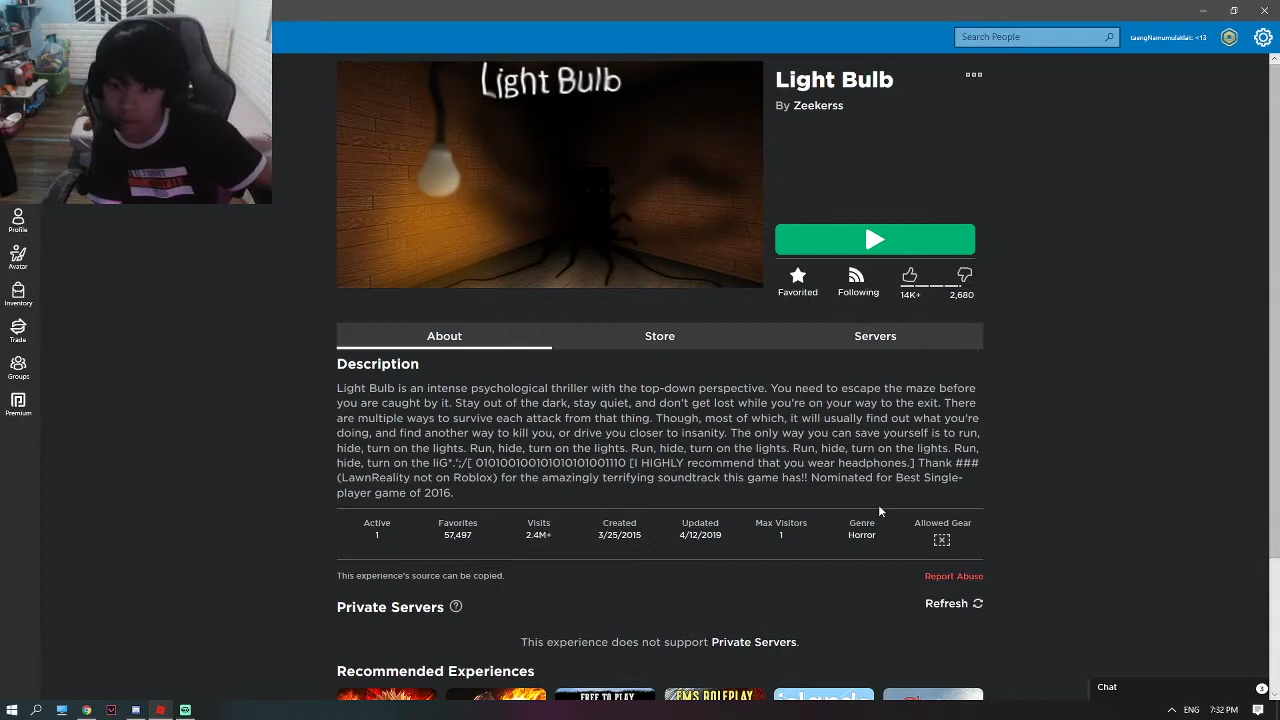 Search People
taangNamumulaklak: <13
Light Bulb
Light Bulb
By Zeekerss
Profile
Avatar
Inventory
Trade
Groups
Premium
Favorited
Following
14K+
2,680
About
Store
Servers
Description
Light Bulb is an intense psychological thriller with the top-down perspective. You need to escape the maze before
you are caught by it. Stay out of the dark, stay quiet, and don't get lost while you're on your way to the exit. There
are multiple ways to survive each attack from that thing. Though, most of which, it will usually find out what you're
doing, and find another way to kill you, or drive you closer to insanity. The only way you can save yourself is to run,
hide, turn on the lights. Run, hide, turn on the lights. Run, hide, turn on the lights. Run, hide, turn on the lights. Run,
hide, turn on the liG*.';/[ 010100100101010101001110 [I HIGHLY recommend that you wear headphones.] Thank ###
(LawnReality not on Roblox) for the amazingly terrifying soundtrack this game has!! Nominated for Best Single-
player game of 2016.
Active
Favorites
Visits
Created
Updated
Max Visitors
Genre
Allowed Gear
1
57,497
2.4M+
3/25/2015
4/12/2019
1
Horror
This experience's source can be copied.
Report Abuse
Private Servers
Refresh
This experience does not support Private Servers.
Recommended Experiences
FREE TO PLAY
EMS ROLEPLAY
Chat
ENG
7:32 PM